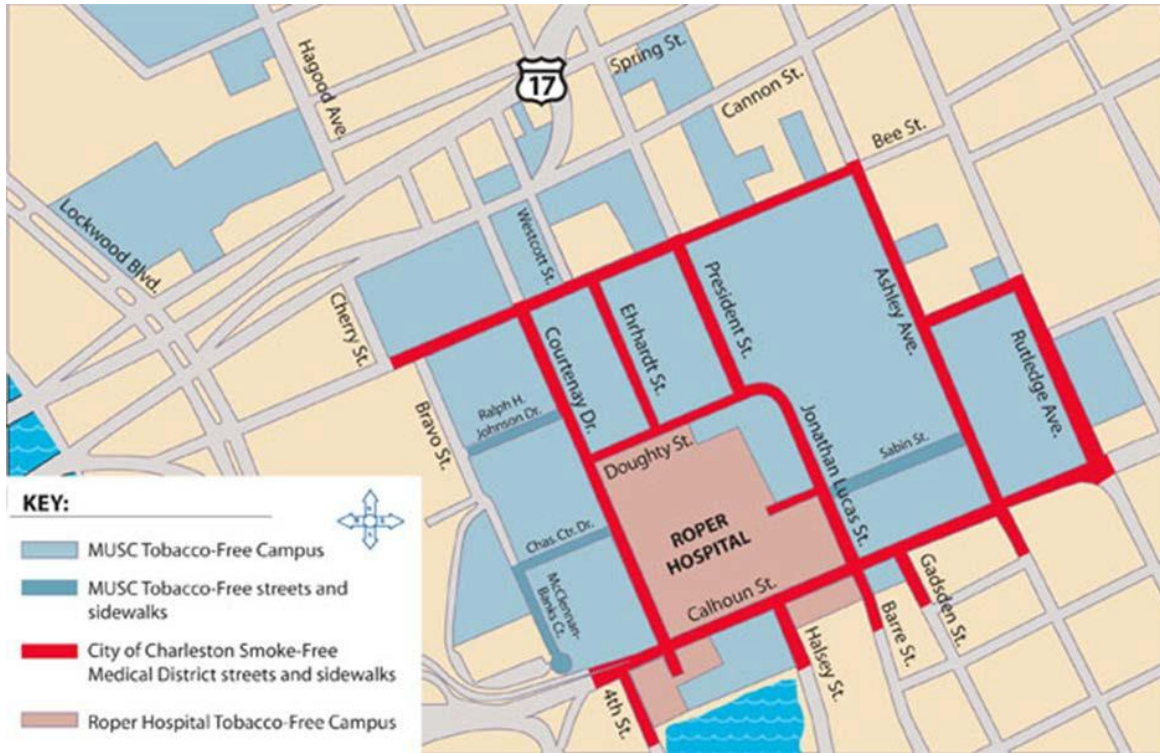 Hagood Ave.
17
Spring St.
Cannon St.
Bee St.
Lockwood Blvd.
Westcott St.
Cherry St.
Courtenay Dr.
Ehrhardt St.
President St.
Ashley Ave.
Rutledge Ave.
Bravo St.
Ralph H.
Johnson Dr.
Doughty St.
Jonathan Lucas St.
Sabin St.
ROPER
HOSPITAL
Chas Ctr. Dr.
McClennan-
Banks Ct.
Calhoun St.
Gadsden St.
Barre St.
Halsey St.
4th St.
KEY:
MUSC Tobacco-Free Campus
MUSC Tobacco-Free streets and
sidewalks
City of Charleston Smoke-Free
Medical District streets and sidewalks
Roper Hospital Tobacco-Free Campus